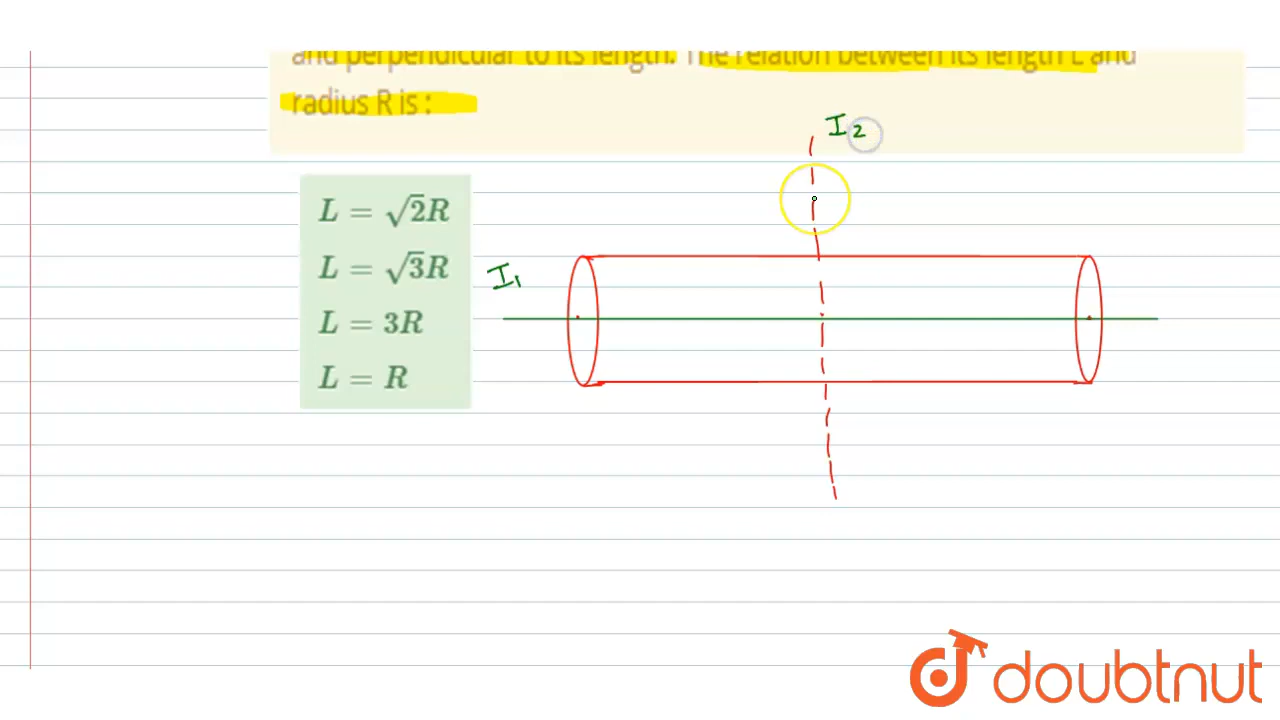 and perpendicular to its length. The relation between its length L and
radius R is :
I2
L = √2R
L = √3R
I1
L = 3R
L = R
doubtnut